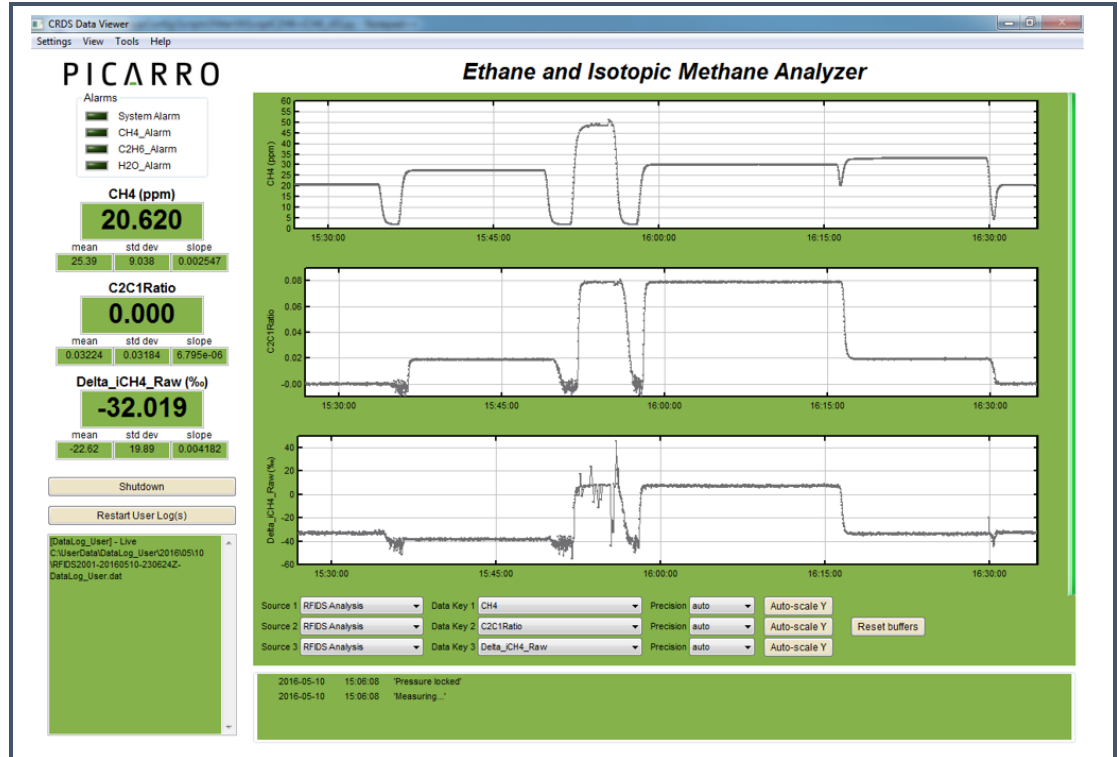 CRDS Data Viewer
Settings View Tools Help
PICARRO
Ethane and Isotopic Methane Analyzer
Alarms
System Alarm
CH4_Alarm
C2H6_Alarm
H2O_Alarm
CH4 (ppm)
20.620
mean std dev slope
25.39 9.038 0.002547
C2C1Ratio
0.000
mean std dev slope
0.03224 0.03184 6.795e-06
Delta_iCH4_Raw (‰)
-32.019
mean std dev slope
-22.62 19.89 0.004182
Shutdown
Restart User Log(s)
[DataLog_User] - Live
C:\UserData\DataLog_User\2016\05\10
\RFIDS2001-20160510-230624Z-
DataLog_User.dat
CH4 (ppm)
60
55
50
45
40
35
30
25
20
15
10
5
0
15:30:00 15:45:00 16:00:00 16:15:00 16:30:00
C2C1Ratio
0.08
0.06
0.04
0.02
-0.00
15:30:00 15:45:00 16:00:00 16:15:00 16:30:00
Delta_iCH4_Raw (‰)
40
20
0
-20
-40
-60
15:30:00 15:45:00 16:00:00 16:15:00 16:30:00
Source 1 RFIDS Analysis Data Key 1 CH4 Precision auto Auto-scale Y
Source 2 RFIDS Analysis Data Key 2 C2C1Ratio Precision auto Auto-scale Y Reset buffers
Source 3 RFIDS Analysis Data Key 3 Delta_iCH4_Raw Precision auto Auto-scale Y
2016-05-10 15:06:08 'Pressure locked'
2016-05-10 15:06:08 'Measuring...'